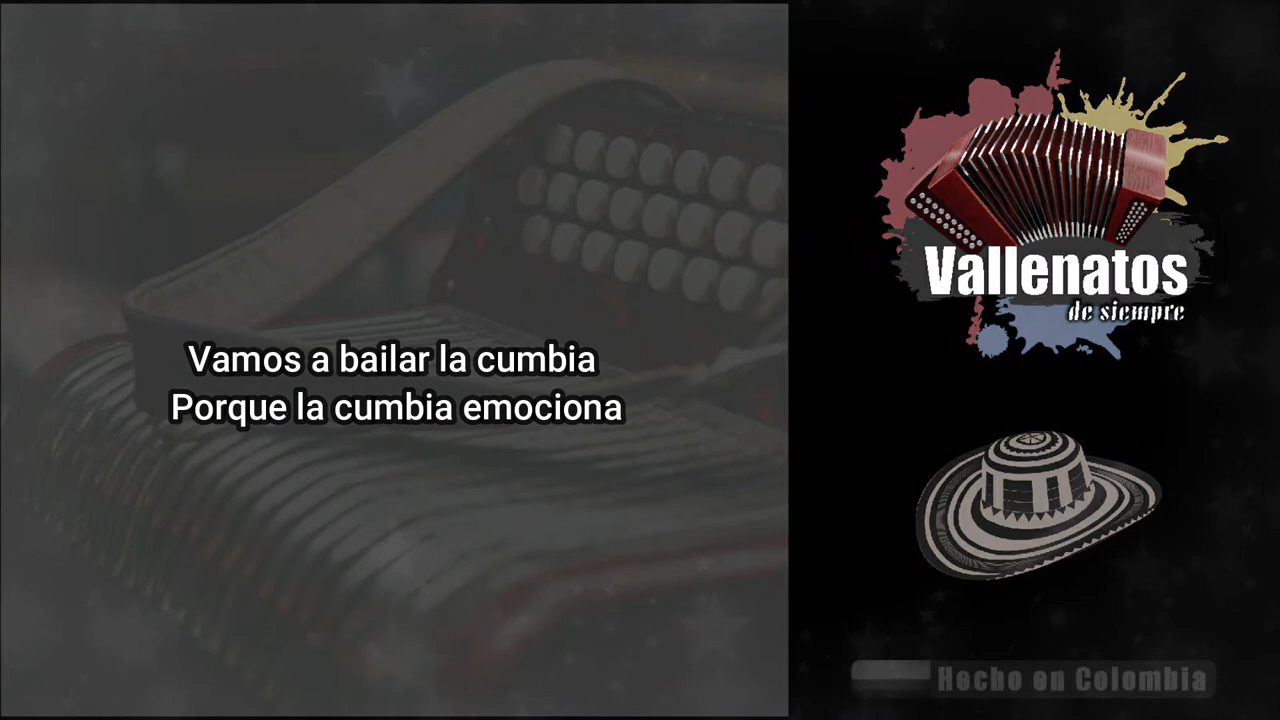 Vamos a bailar la cumbia
Porque la cumbia emociona
Vallenatos
de siempre
Hecho en Colombia